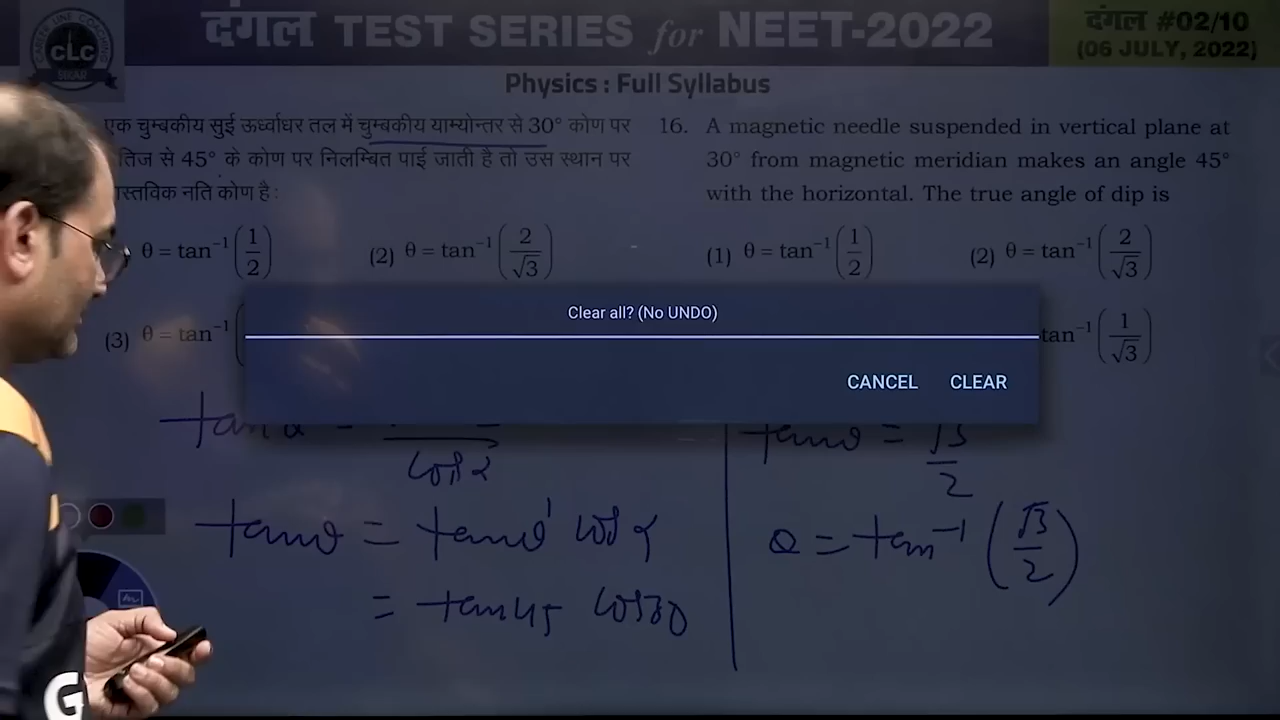 दंगल TEST SERIES for NEET-2022
दंगल #02/10
(06 JULY, 2022)
CLC
SIKAR
Physics : Full Syllabus
एक चुम्बकीय सुई ऊर्ध्वाधर तल में चुम्बकीय याम्योन्तर से 30° कोण पर
तिज से 45° के कोण पर निलम्बित पाई जाती है तो उस स्थान पर
स्तविक नति कोण है :
θ = tan⁻¹ (1/2)
(2) θ = tan⁻¹ (2/√3)
(3) θ = tan⁻¹ (
16. A magnetic needle suspended in vertical plane at
30° from magnetic meridian makes an angle 45°
with the horizontal. The true angle of dip is
(1) θ = tan⁻¹ (1/2)
(2) θ = tan⁻¹ (2/√3)
tan⁻¹ (1/√3)
Clear all? (No UNDO)
CANCEL CLEAR
cos α
tanθ = tanθ' cos α
= tan45 cos30
tanθ = √3/2
θ = tan⁻¹ (√3/2)
G